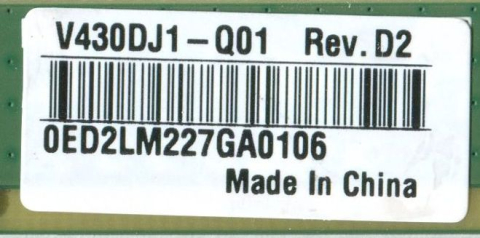 V430DJ1-Q01 Rev.D2
0ED2LM227GA0106
Made In China